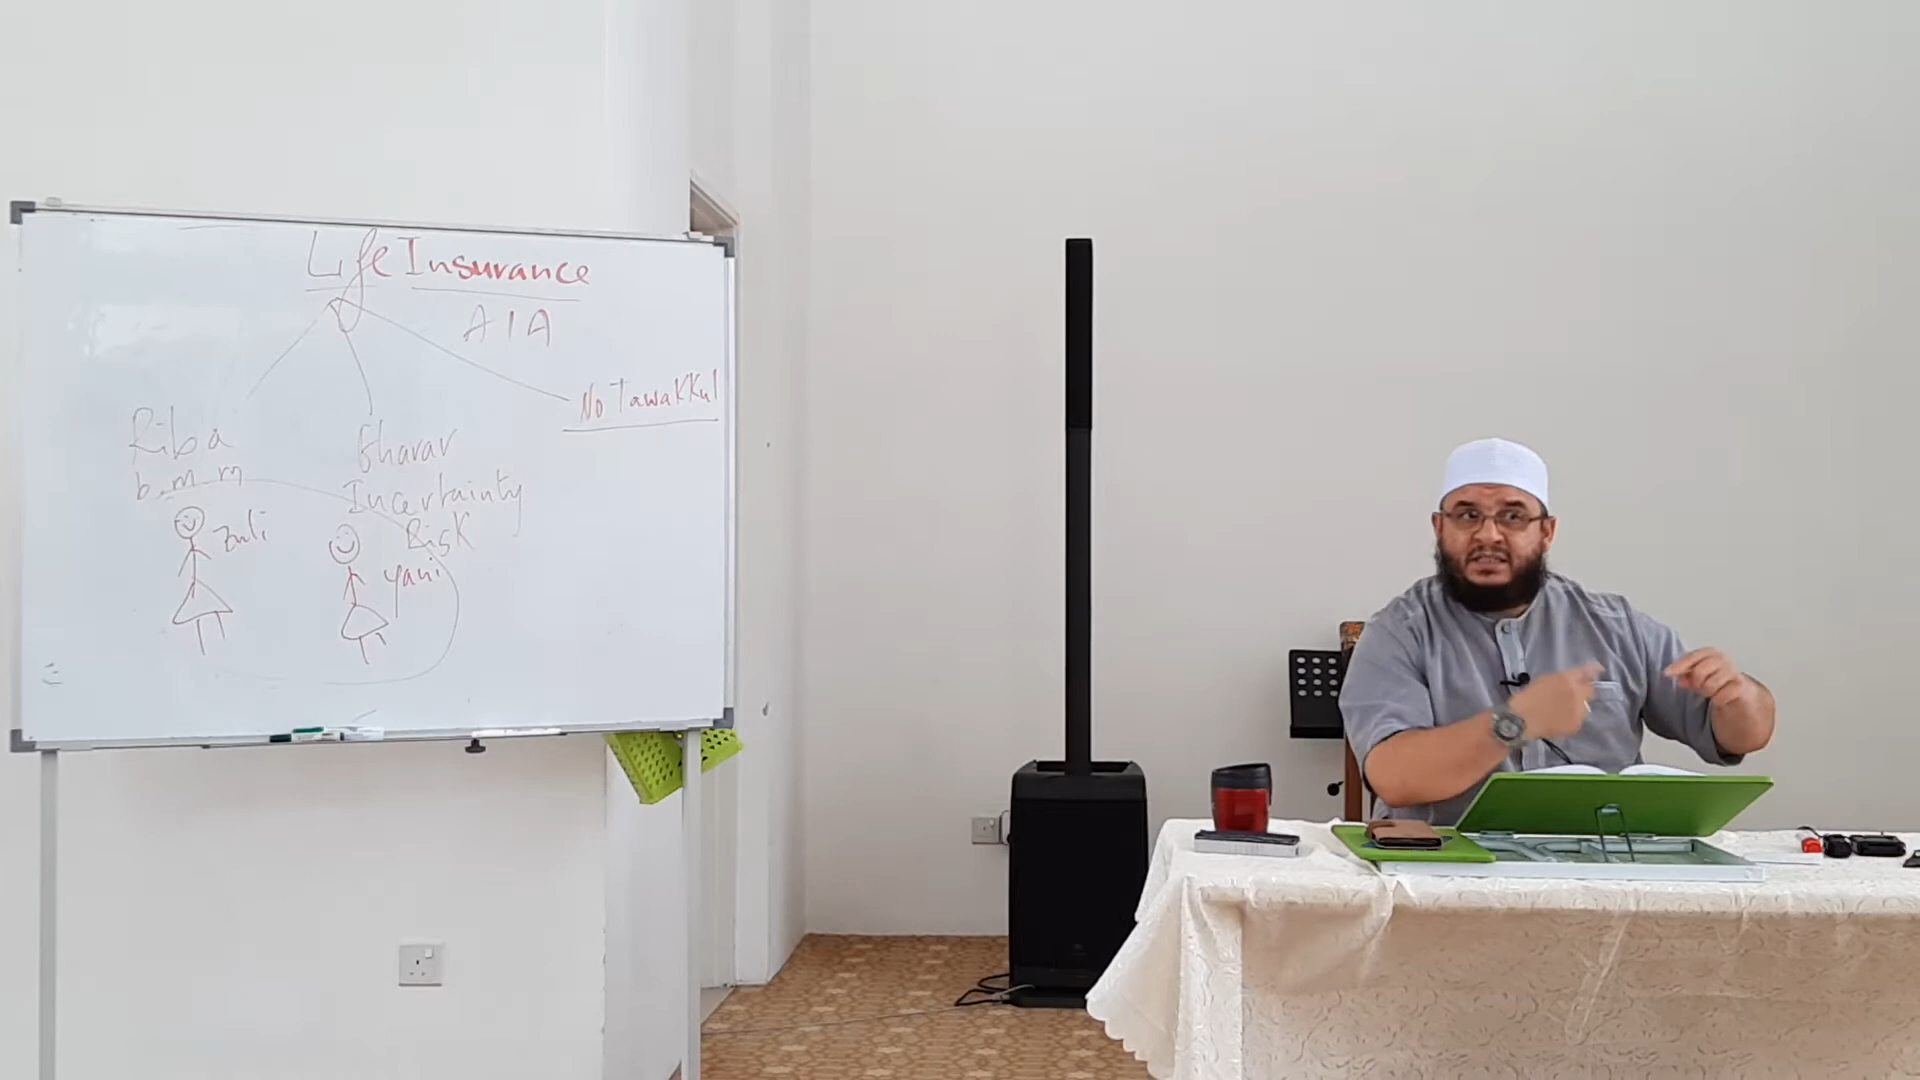 Life Insurance
AIA
No Tawakkul
Riba
b.m.m
Gharar
Incertainty
Risk
Zuli
Yani